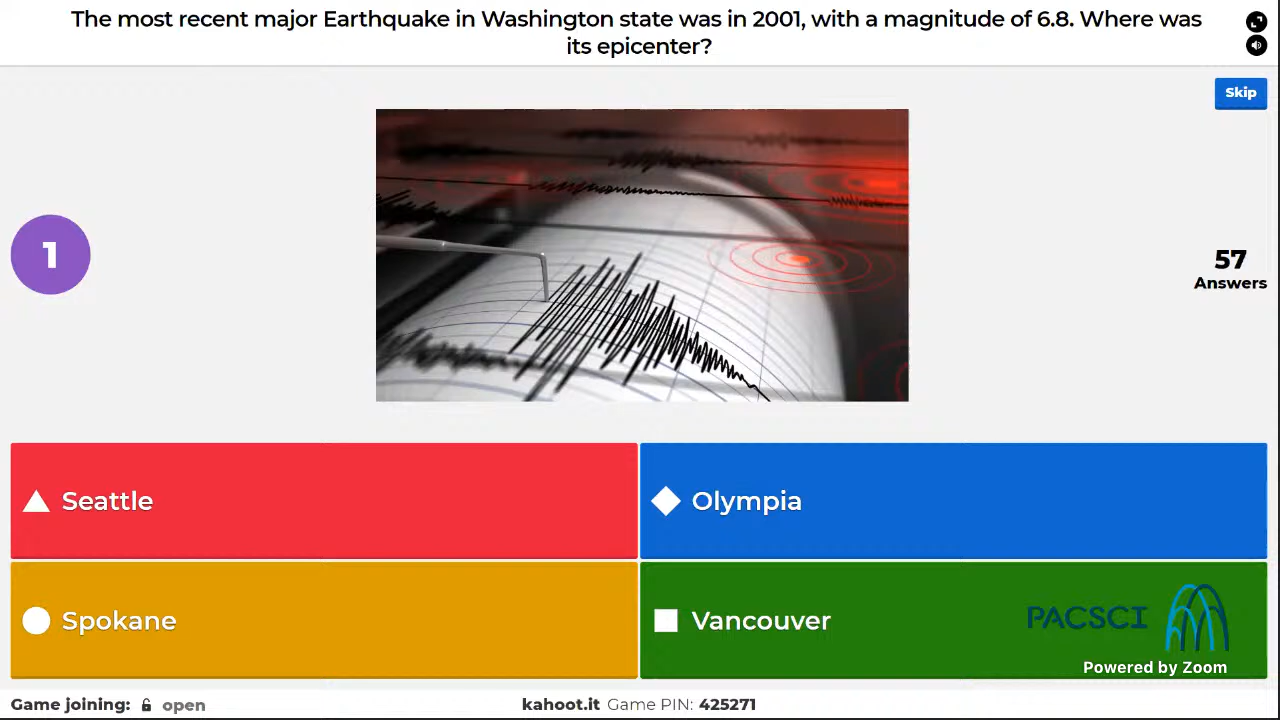 The most recent major Earthquake in Washington state was in 2001, with a magnitude of 6.8. Where was
its epicenter?
Skip
1
57
Answers
Seattle
Olympia
Spokane
Vancouver
PACSCI
Powered by Zoom
Game joining: open
kahoot.it Game PIN: 425271